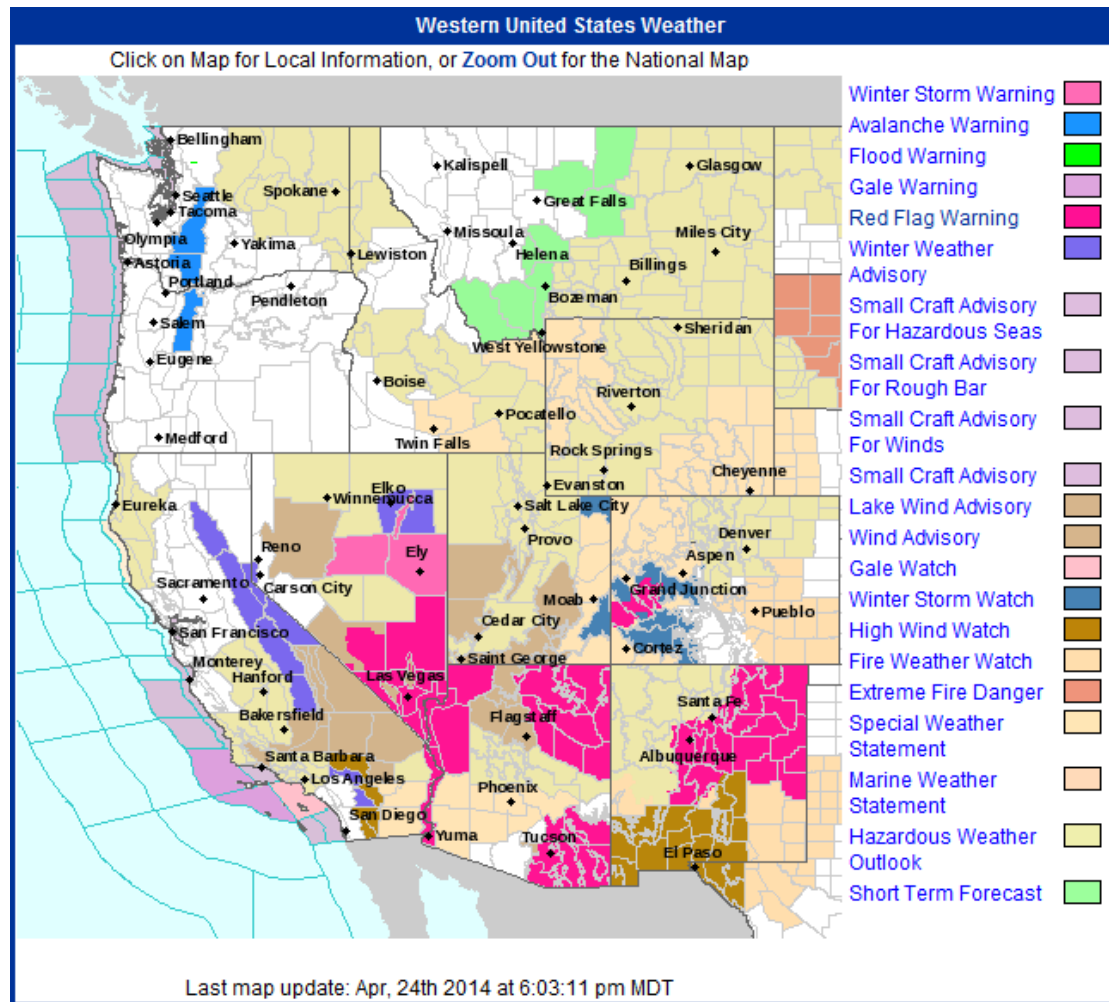 Western United States Weather
Click on Map for Local Information, or Zoom Out for the National Map
Bellingham
Kalispell
Glasgow
Spokane
Seattle
Great Falls
Tacoma
Olympia
Yakima
Missoula
Helena
Miles City
Astoria
Lewiston
Billings
Portland
Pendleton
Bozeman
Salem
Sheridan
West Yellowstone
Eugene
Boise
Riverton
Pocatello
Medford
Twin Falls
Rock Springs
Cheyenne
Elko
Winnemucca
Evanston
Eureka
Salt Lake City
Provo
Denver
Reno
Ely
Aspen
Sacramento
Carson City
Moab
Grand Junction
Pueblo
San Francisco
Cedar City
Cortez
Monterey
Saint George
Hanford
Las Vegas
Santa Fe
Bakersfield
Flagstaff
Albuquerque
Santa Barbara
Los Angeles
Phoenix
San Diego
Yuma
Tucson
El Paso
Winter Storm Warning
Avalanche Warning
Flood Warning
Gale Warning
Red Flag Warning
Winter Weather
Advisory
Small Craft Advisory
For Hazardous Seas
Small Craft Advisory
For Rough Bar
Small Craft Advisory
For Winds
Small Craft Advisory
Lake Wind Advisory
Wind Advisory
Gale Watch
Winter Storm Watch
High Wind Watch
Fire Weather Watch
Extreme Fire Danger
Special Weather
Statement
Marine Weather
Statement
Hazardous Weather
Outlook
Short Term Forecast
Last map update: Apr, 24th 2014 at 6:03:11 pm MDT